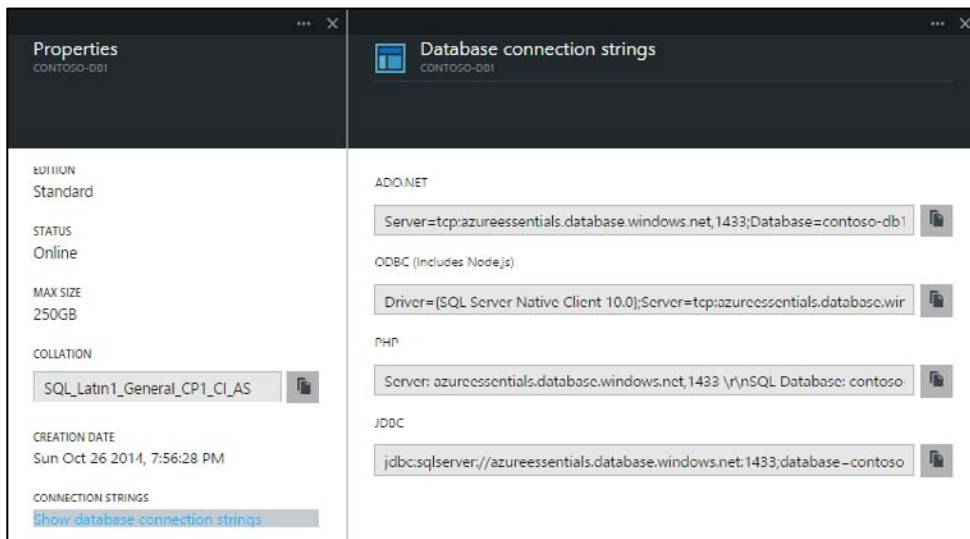 Properties
CONTOSO-DB1
EDITION
Standard
STATUS
Online
MAX SIZE
250GB
COLLATION
SQL_Latin1_General_CP1_CI_AS
CREATION DATE
Sun Oct 26 2014, 7:56:28 PM
CONNECTION STRINGS
Show database connection strings
Database connection strings
CONTOSO-DB1
ADO.NET
Server=tcp:azureessentials.database.windows.net,1433;Database=contoso-db1
ODBC (Includes Node.js)
Driver={SQL Server Native Client 10.0};Server=tcp:azureessentials.database.win
PHP
Server: azureessentials.database.windows.net,1433 \r\nSQL Database: contoso-
JDBC
jdbc:sqlserver://azureessentials.database.windows.net:1433;database=contoso